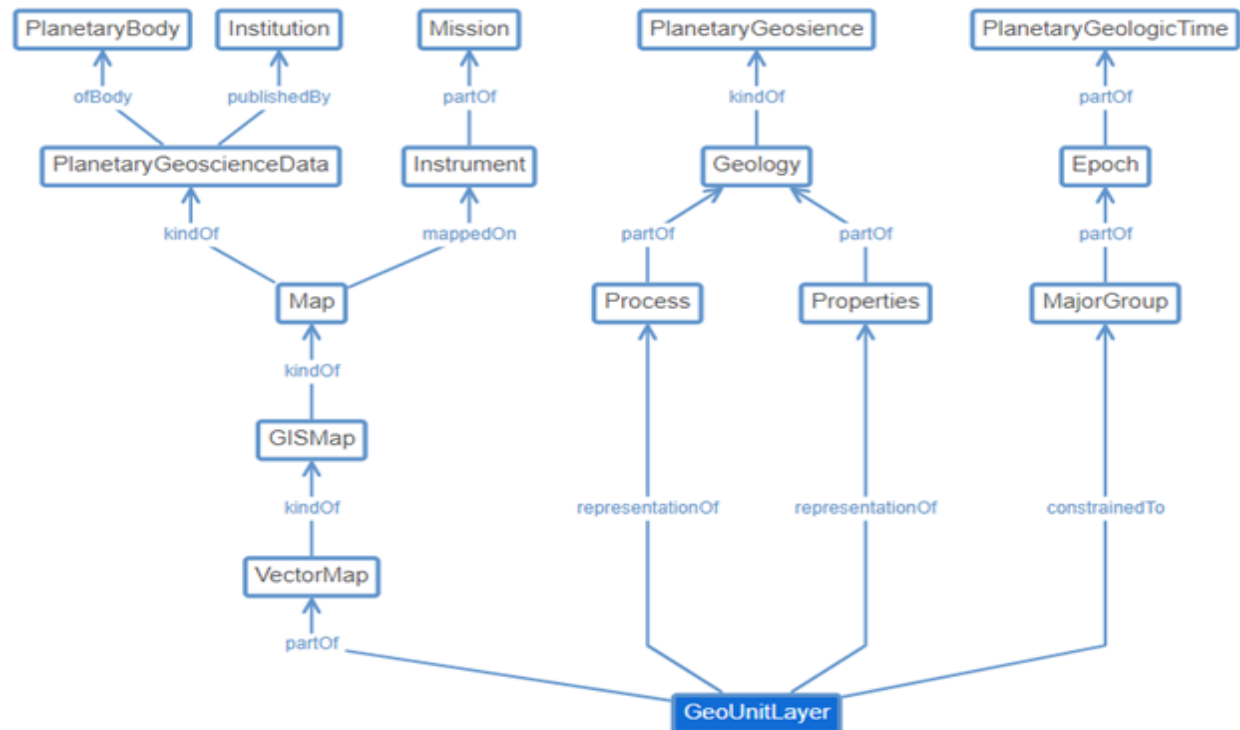 PlanetaryBody Institution Mission PlanetaryGeosience PlanetaryGeologicTime
ofBody publishedBy partOf kindOf partOf
PlanetaryGeoscienceData Instrument Geology Epoch
kindOf mappedOn partOf partOf partOf
Map Process Properties MajorGroup
kindOf
GISMap
kindOf representationOf representationOf constrainedTo
VectorMap
partOf
GeoUnitLayer